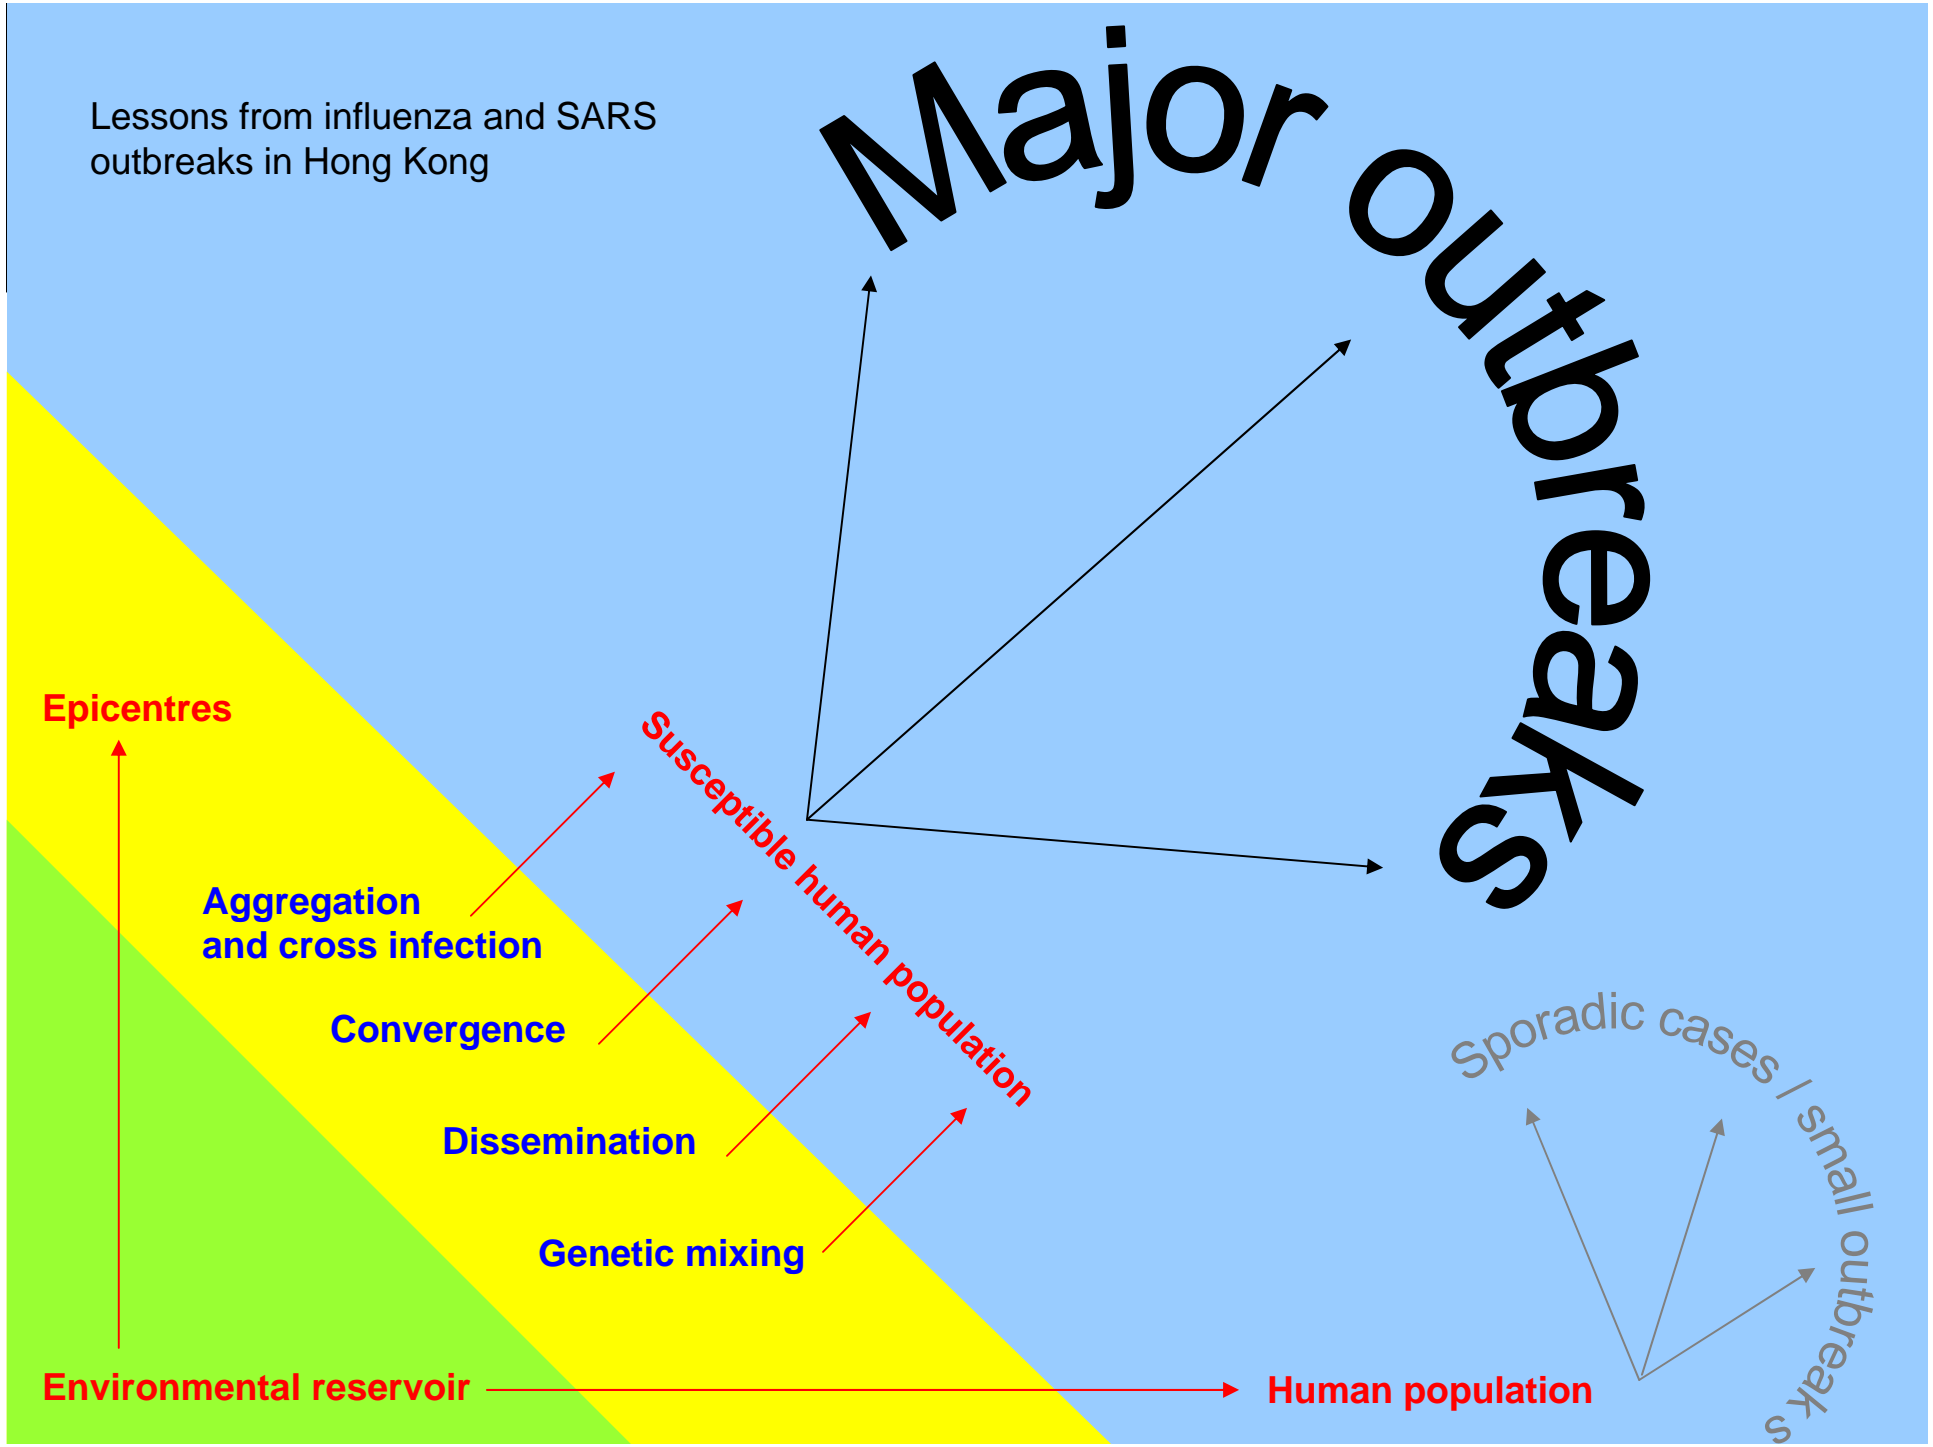 Lessons from influenza and SARS
outbreaks in Hong Kong
Major outbreaks
Epicentres
Susceptible human population
Aggregation
and cross infection
Convergence
Dissemination
Genetic mixing
Sporadic cases / small outbreaks
Environmental reservoir
Human population